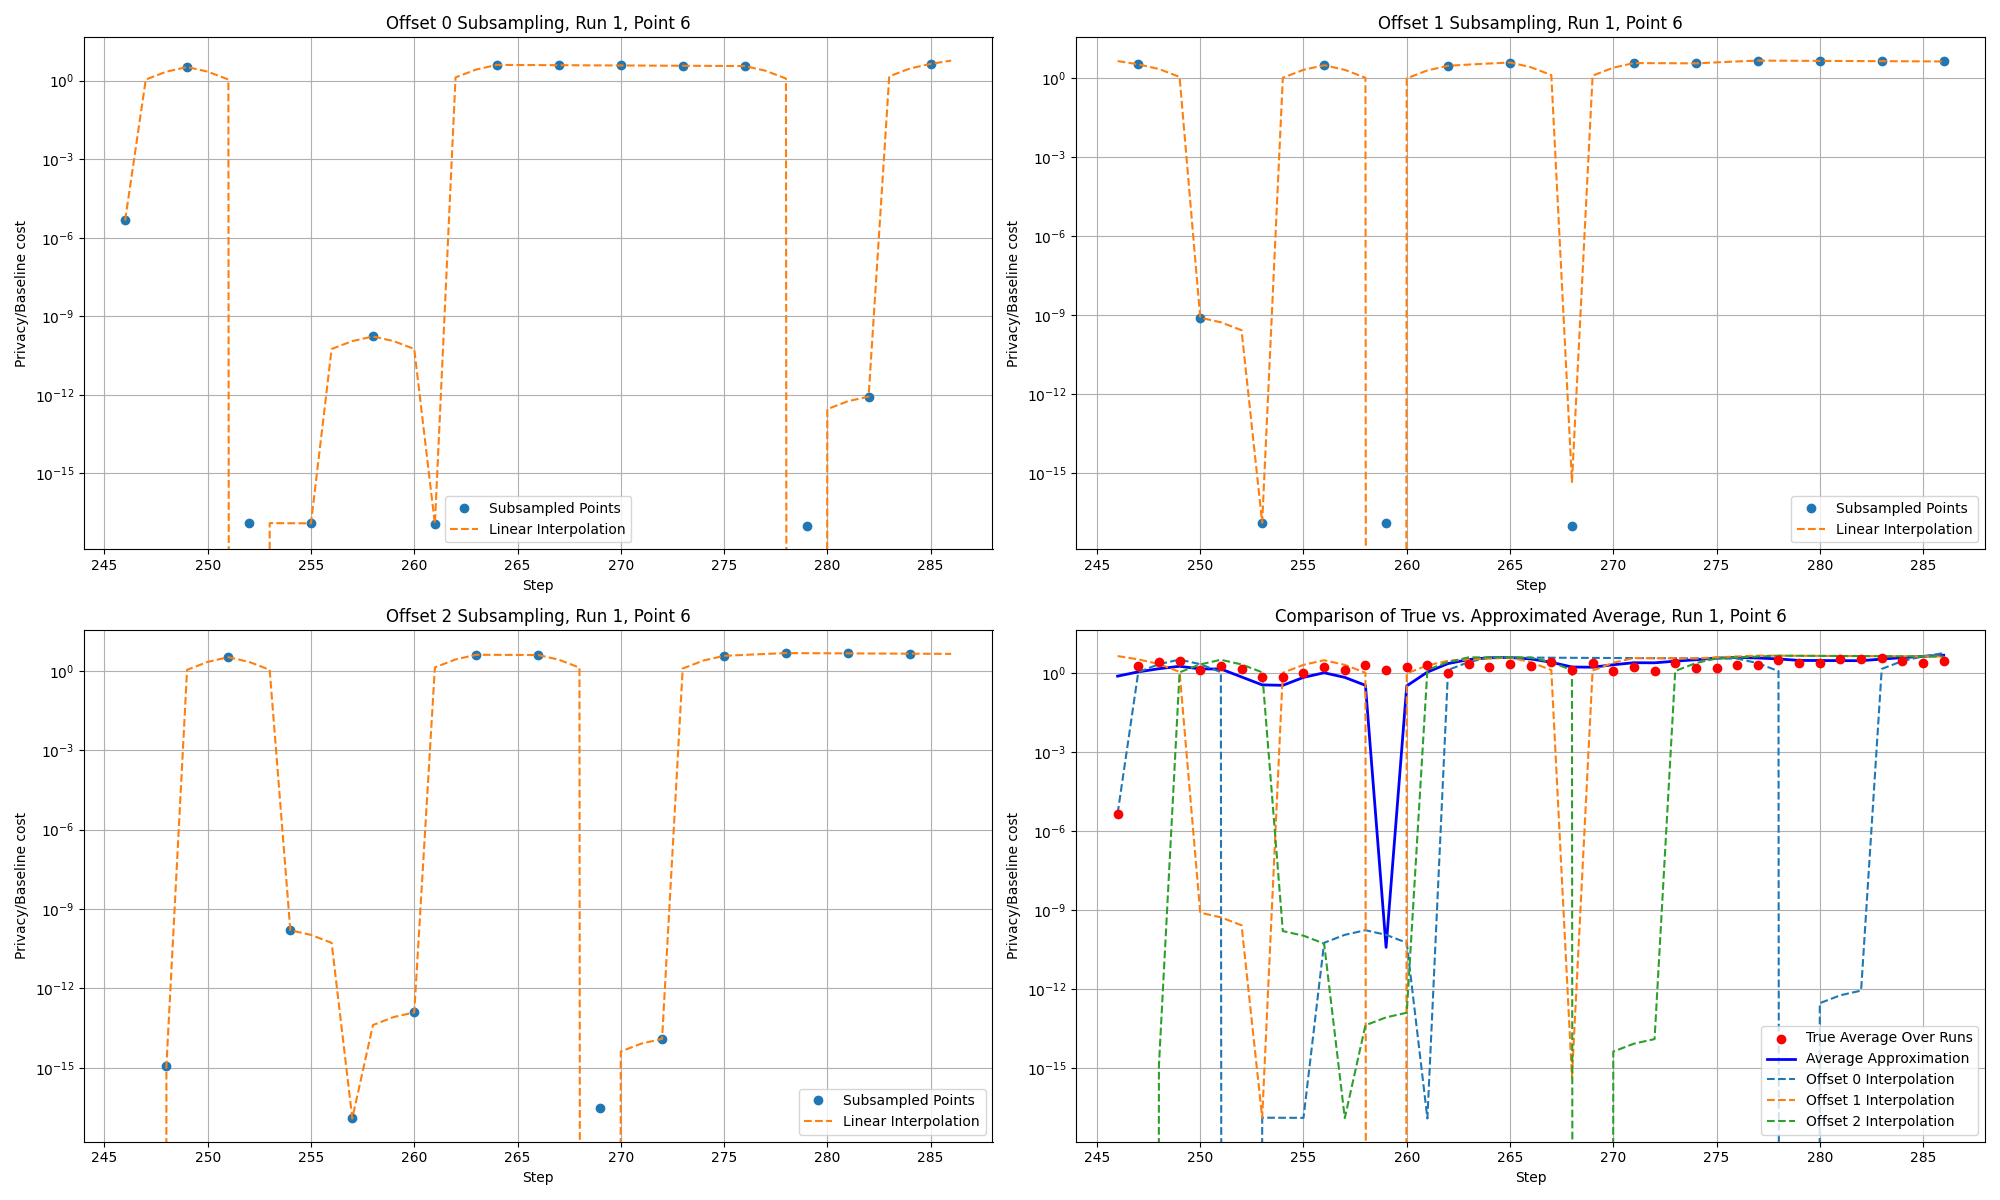 Offset 0 Subsampling, Run 1, Point 6
Privacy/Baseline cost
10^0
10^-3
10^-6
10^-9
10^-12
10^-15
Subsampled Points
Linear Interpolation
245 250 255 260 265 270 275 280 285
Step
Offset 1 Subsampling, Run 1, Point 6
Privacy/Baseline cost
10^0
10^-3
10^-6
10^-9
10^-12
10^-15
Subsampled Points
Linear Interpolation
245 250 255 260 265 270 275 280 285
Step
Offset 2 Subsampling, Run 1, Point 6
Privacy/Baseline cost
10^0
10^-3
10^-6
10^-9
10^-12
10^-15
Subsampled Points
Linear Interpolation
245 250 255 260 265 270 275 280 285
Step
Comparison of True vs. Approximated Average, Run 1, Point 6
Privacy/Baseline cost
10^0
10^-3
10^-6
10^-9
10^-12
10^-15
True Average Over Runs
Average Approximation
Offset 0 Interpolation
Offset 1 Interpolation
Offset 2 Interpolation
245 250 255 260 265 270 275 280 285
Step